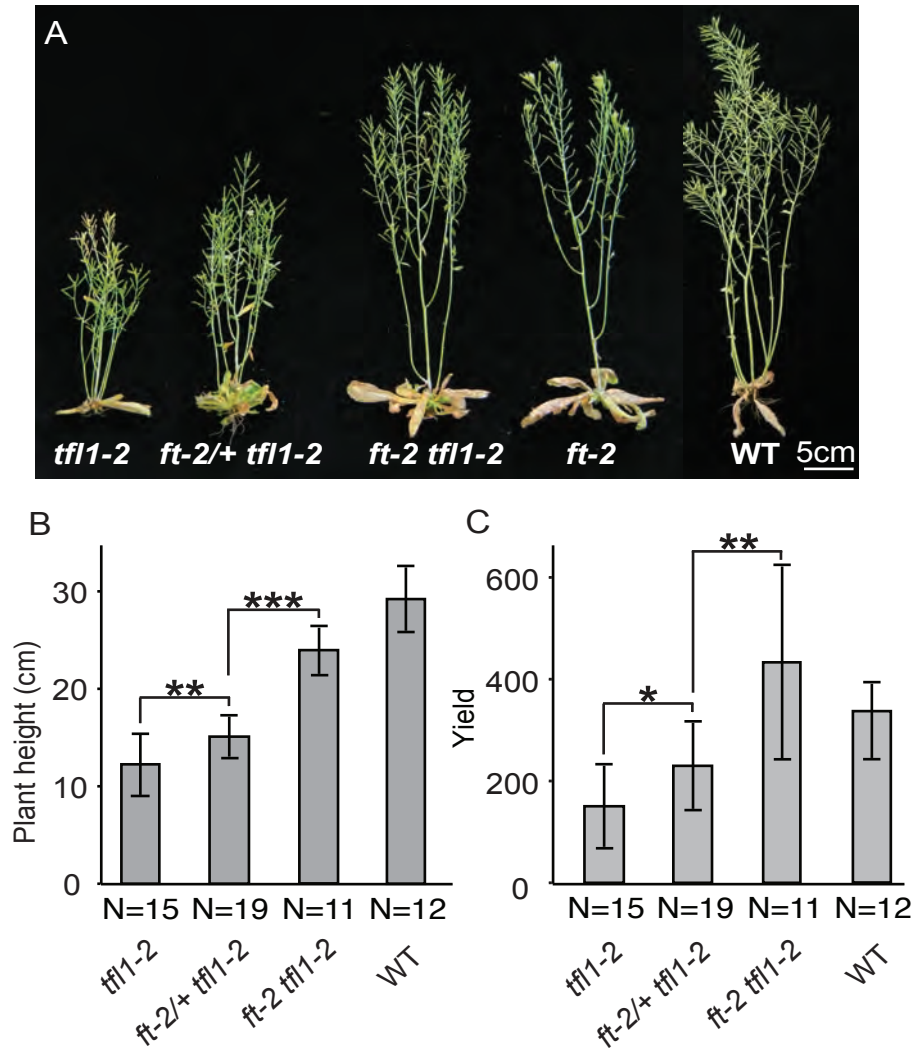 A
tfl1-2 ft-2/+ tfl1-2 ft-2 tfl1-2 ft-2 WT 5cm
B
Plant height (cm)
30
20
10
0
** ***
N=15 N=19 N=11 N=12
tfl1-2 ft-2/+ tfl1-2 ft-2 tfl1-2 WT
C
Yield
600
400
200
0
* **
N=15 N=19 N=11 N=12
tfl1-2 ft-2/+ tfl1-2 ft-2 tfl1-2 WT